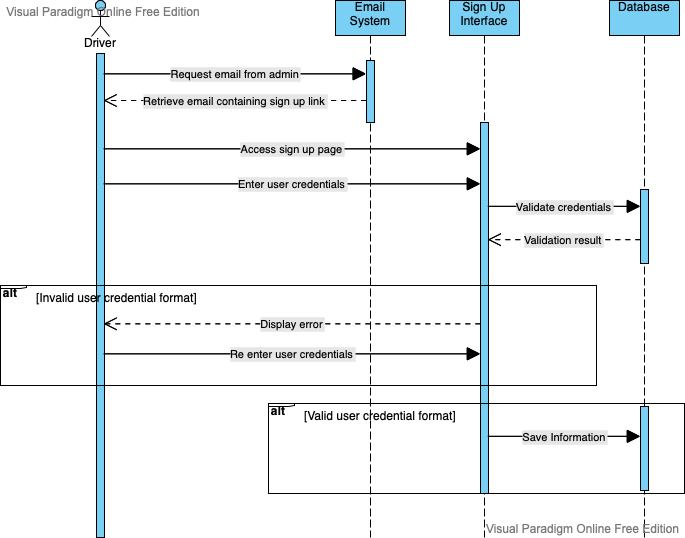 Visual Paradigm Online Free Edition
Driver
Email
System
Sign Up
Interface
Database
Request email from admin
Retrieve email containing sign up link
Access sign up page
Enter user credentials
Validate credentials
Validation result
alt
[Invalid user credential format]
Display error
Re enter user credentials
alt
[Valid user credential format]
Save Information
Visual Paradigm Online Free Edition